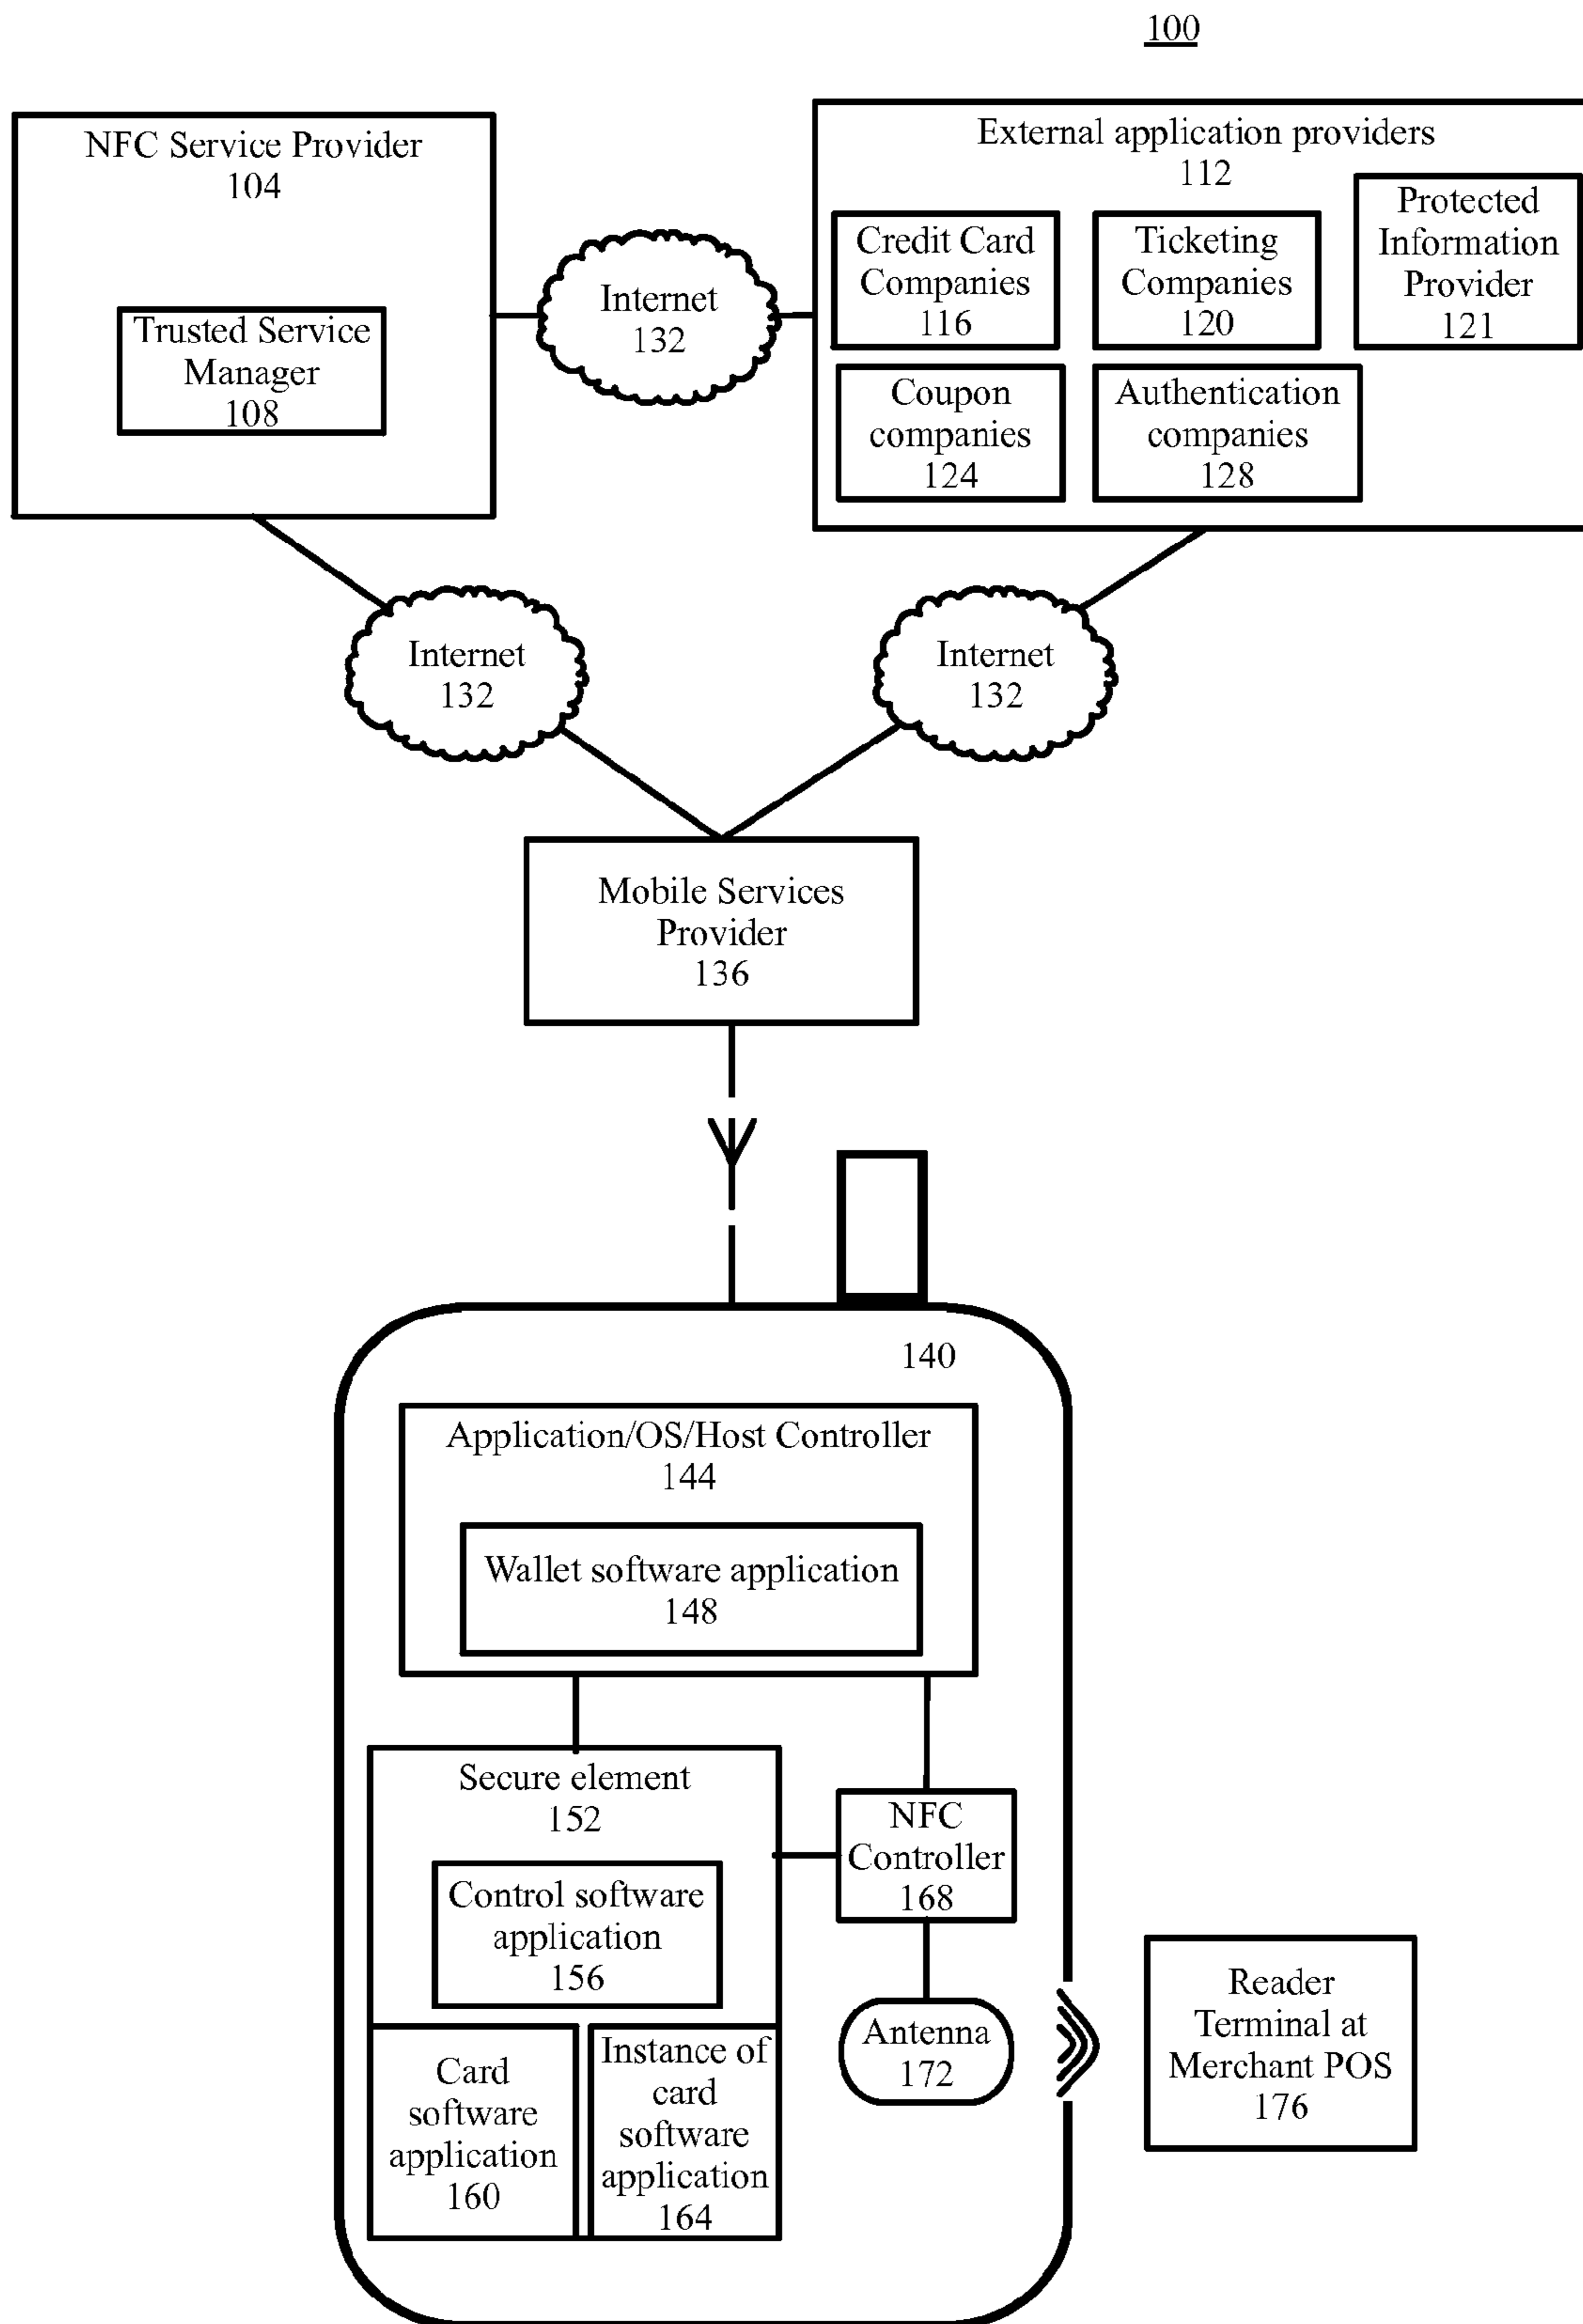 100
NFC Service Provider
104
Trusted Service
Manager
108
Internet
132
External application providers
112
Credit Card
Companies
116
Ticketing
Companies
120
Protected
Information
Provider
121
Coupon
companies
124
Authentication
companies
128
Internet
132
Internet
132
Mobile Services
Provider
136
140
Application/OS/Host Controller
144
Wallet software application
148
Secure element
152
Control software
application
156
Card
software
application
160
Instance of
card
software
application
164
NFC
Controller
168
Antenna
172
Reader
Terminal at
Merchant POS
176